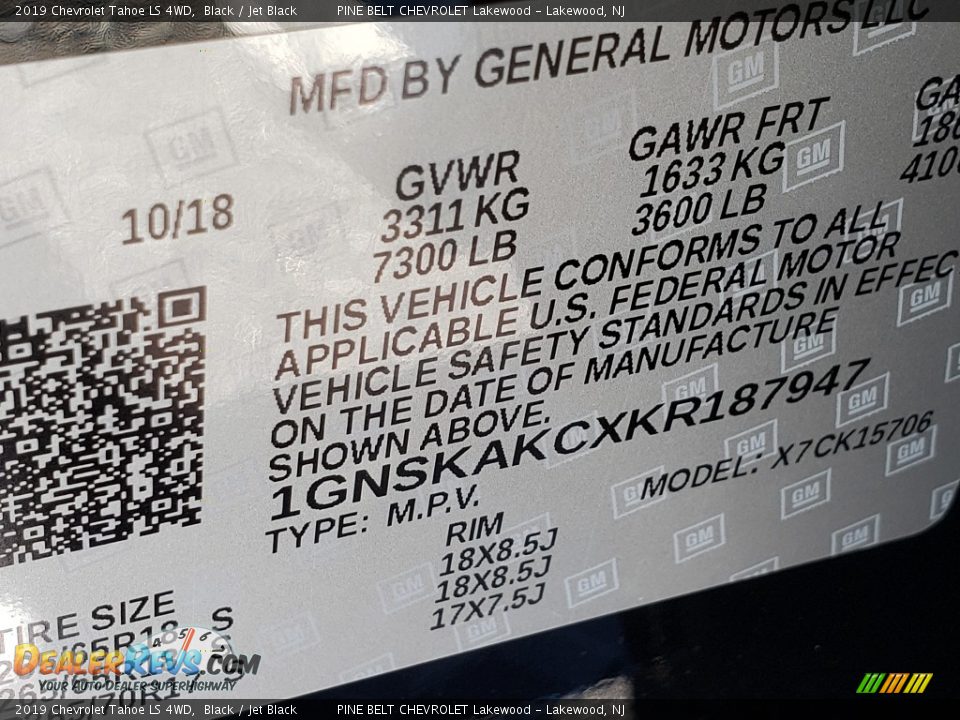 2019 Chevrolet Tahoe LS 4WD, Black / Jet Black PINE BELT CHEVROLET Lakewood – Lakewood, NJ
MFD BY GENERAL MOTORS LLC
10/18
GVWR
3311 KG
7300 LB
GAWR FRT
1633 KG
3600 LB
THIS VEHICLE CONFORMS TO ALL
APPLICABLE U.S. FEDERAL MOTOR
VEHICLE SAFETY STANDARDS IN EFFEC
ON THE DATE OF MANUFACTURE
SHOWN ABOVE.
1GNSKAKCXKR187947
TYPE: M.P.V.
MODEL: X7CK15706
RIM
18X8.5J
18X8.5J
17X7.5J
TIRE SIZE
DealerRevs.com
Your Auto Dealer SuperHighway
2019 Chevrolet Tahoe LS 4WD, Black / Jet Black PINE BELT CHEVROLET Lakewood – Lakewood, NJ